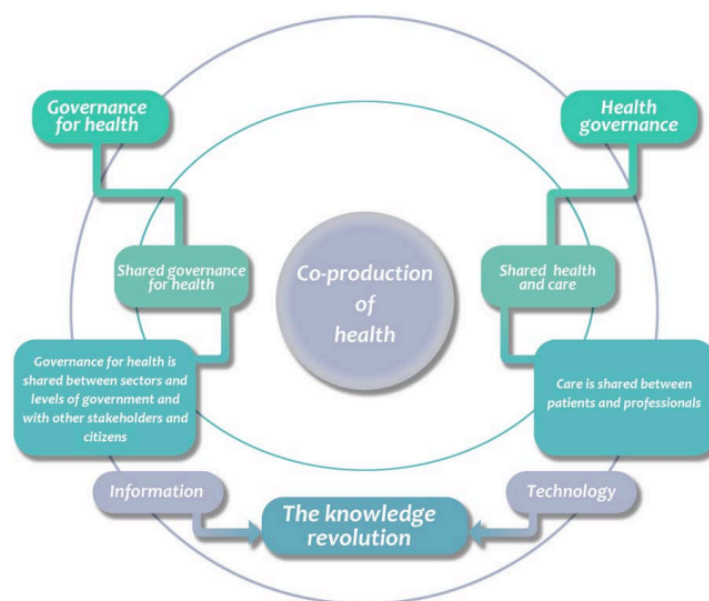 Governance
for health
Health
governance
Shared governance
for health
Co-production
of
health
Shared health
and care
Governance for health is
shared between sectors and
levels of government and
with other stakeholders and
citizens
Care is shared between
patients and professionals
Information
The knowledge
revolution
Technology